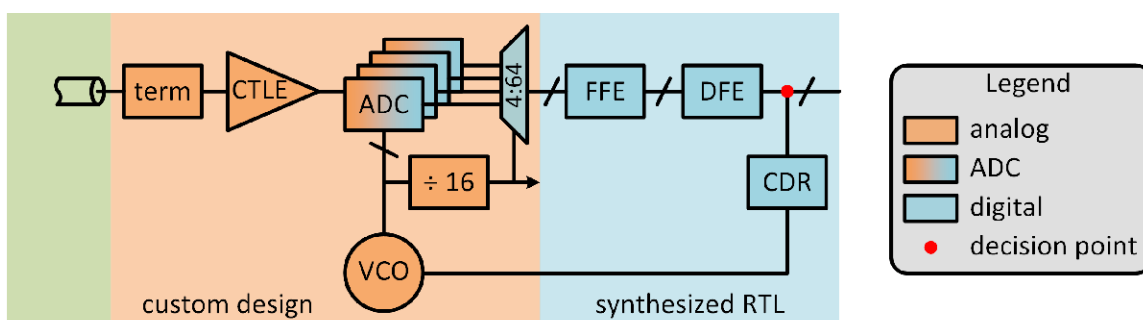 term
CTLE
ADC
4:64
FFE
DFE
÷ 16
CDR
VCO
custom design
synthesized RTL
Legend
analog
ADC
digital
decision point